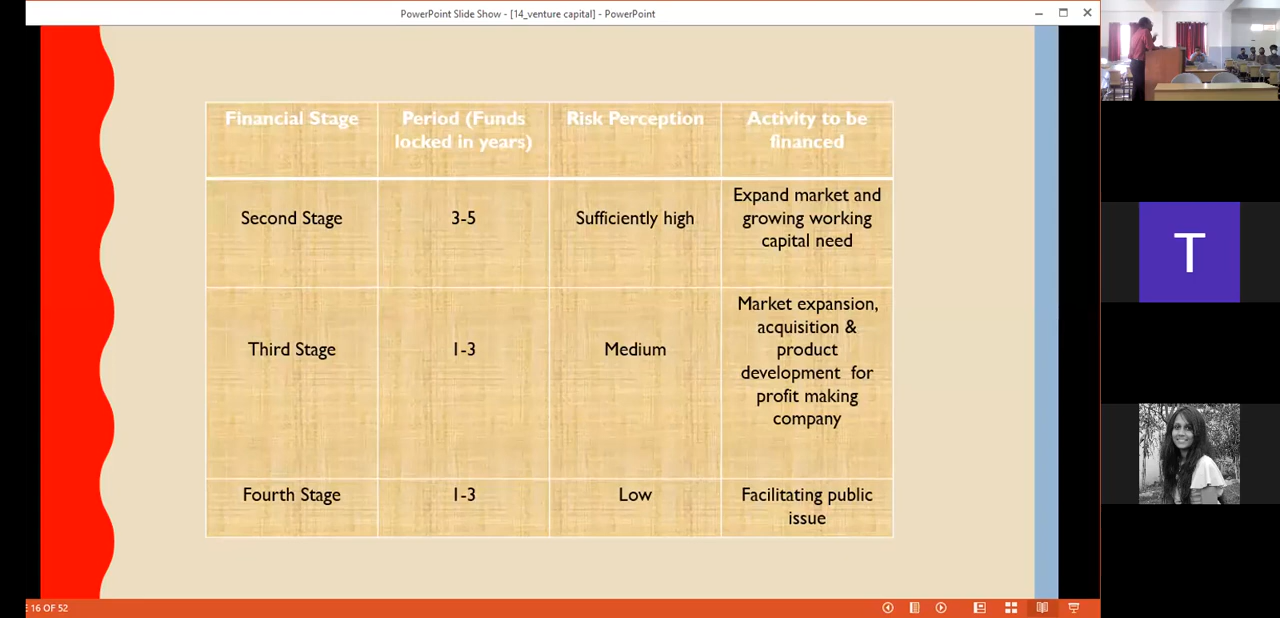 PowerPoint Slide Show - [14_venture capital] - PowerPoint
Financial Stage
Period (Funds
locked in years)
Risk Perception
Activity to be
financed
Second Stage
3-5
Sufficiently high
Expand market and
growing working
capital need
Third Stage
1-3
Medium
Market expansion,
acquisition &
product
development for
profit making
company
Fourth Stage
1-3
Low
Facilitating public
issue
16 OF 52
T